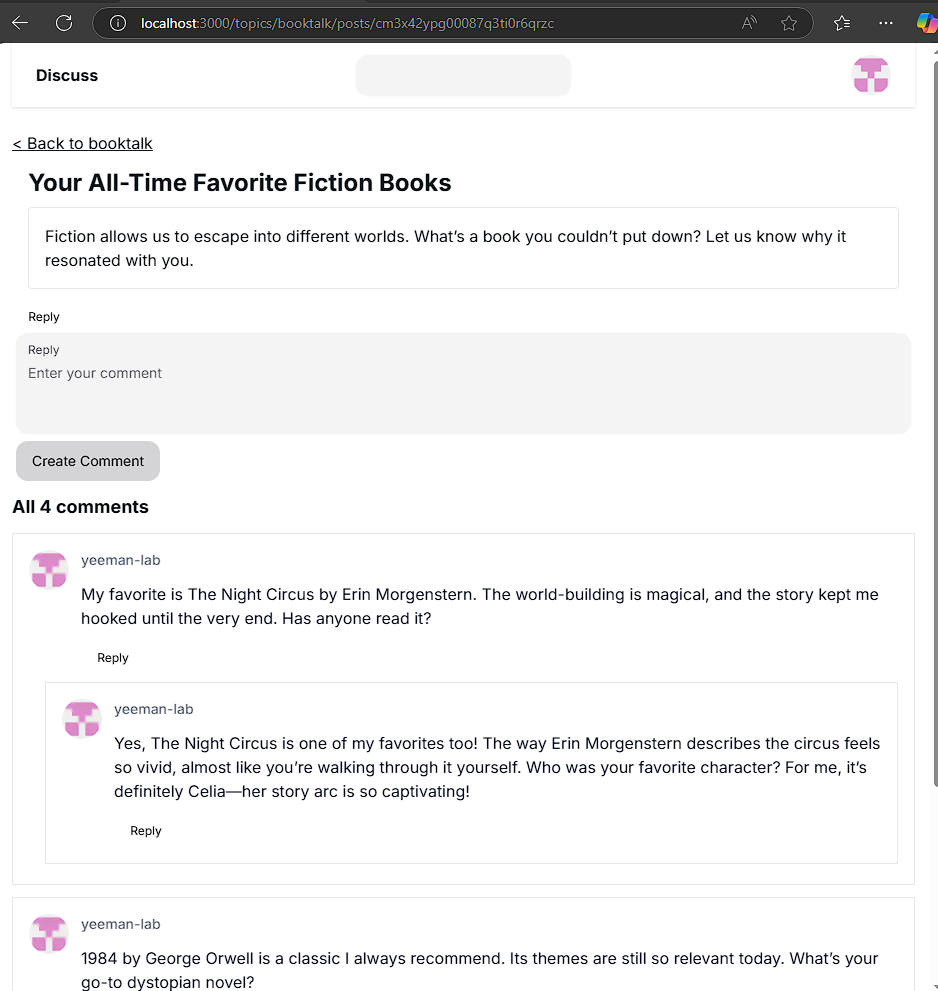 localhost:3000/topics/booktalk/posts/cm3x42ypg00087q3ti0r6qrzc
Discuss
< Back to booktalk
Your All-Time Favorite Fiction Books
Fiction allows us to escape into different worlds. What’s a book you couldn’t put down? Let us know why it
resonated with you.
Reply
Reply
Enter your comment
Create Comment
All 4 comments
yeeman-lab
My favorite is The Night Circus by Erin Morgenstern. The world-building is magical, and the story kept me
hooked until the very end. Has anyone read it?
Reply
yeeman-lab
Yes, The Night Circus is one of my favorites too! The way Erin Morgenstern describes the circus feels
so vivid, almost like you’re walking through it yourself. Who was your favorite character? For me, it’s
definitely Celia—her story arc is so captivating!
Reply
yeeman-lab
1984 by George Orwell is a classic I always recommend. Its themes are still so relevant today. What’s your
go-to dystopian novel?